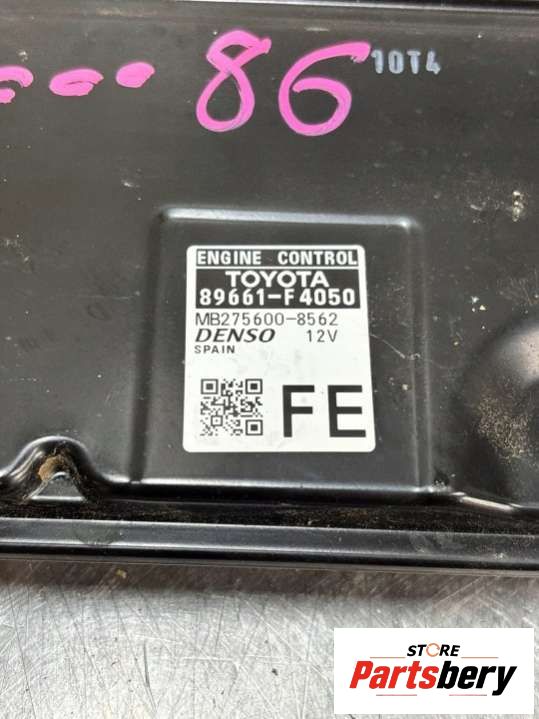 86
10T4
ENGINE CONTROL
TOYOTA
89661-F4050
MB275600-8562
DENSO 12V
SPAIN
FE
STORE
Partsbery